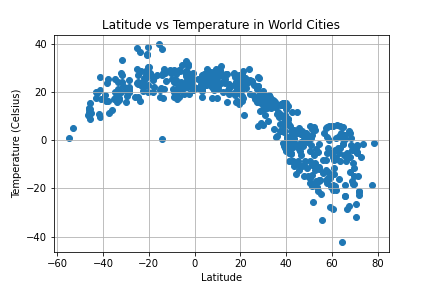 Latitude vs Temperature in World Cities
Temperature (Celsius)
40
20
0
−20
−40
−60 −40 −20 0 20 40 60 80
Latitude